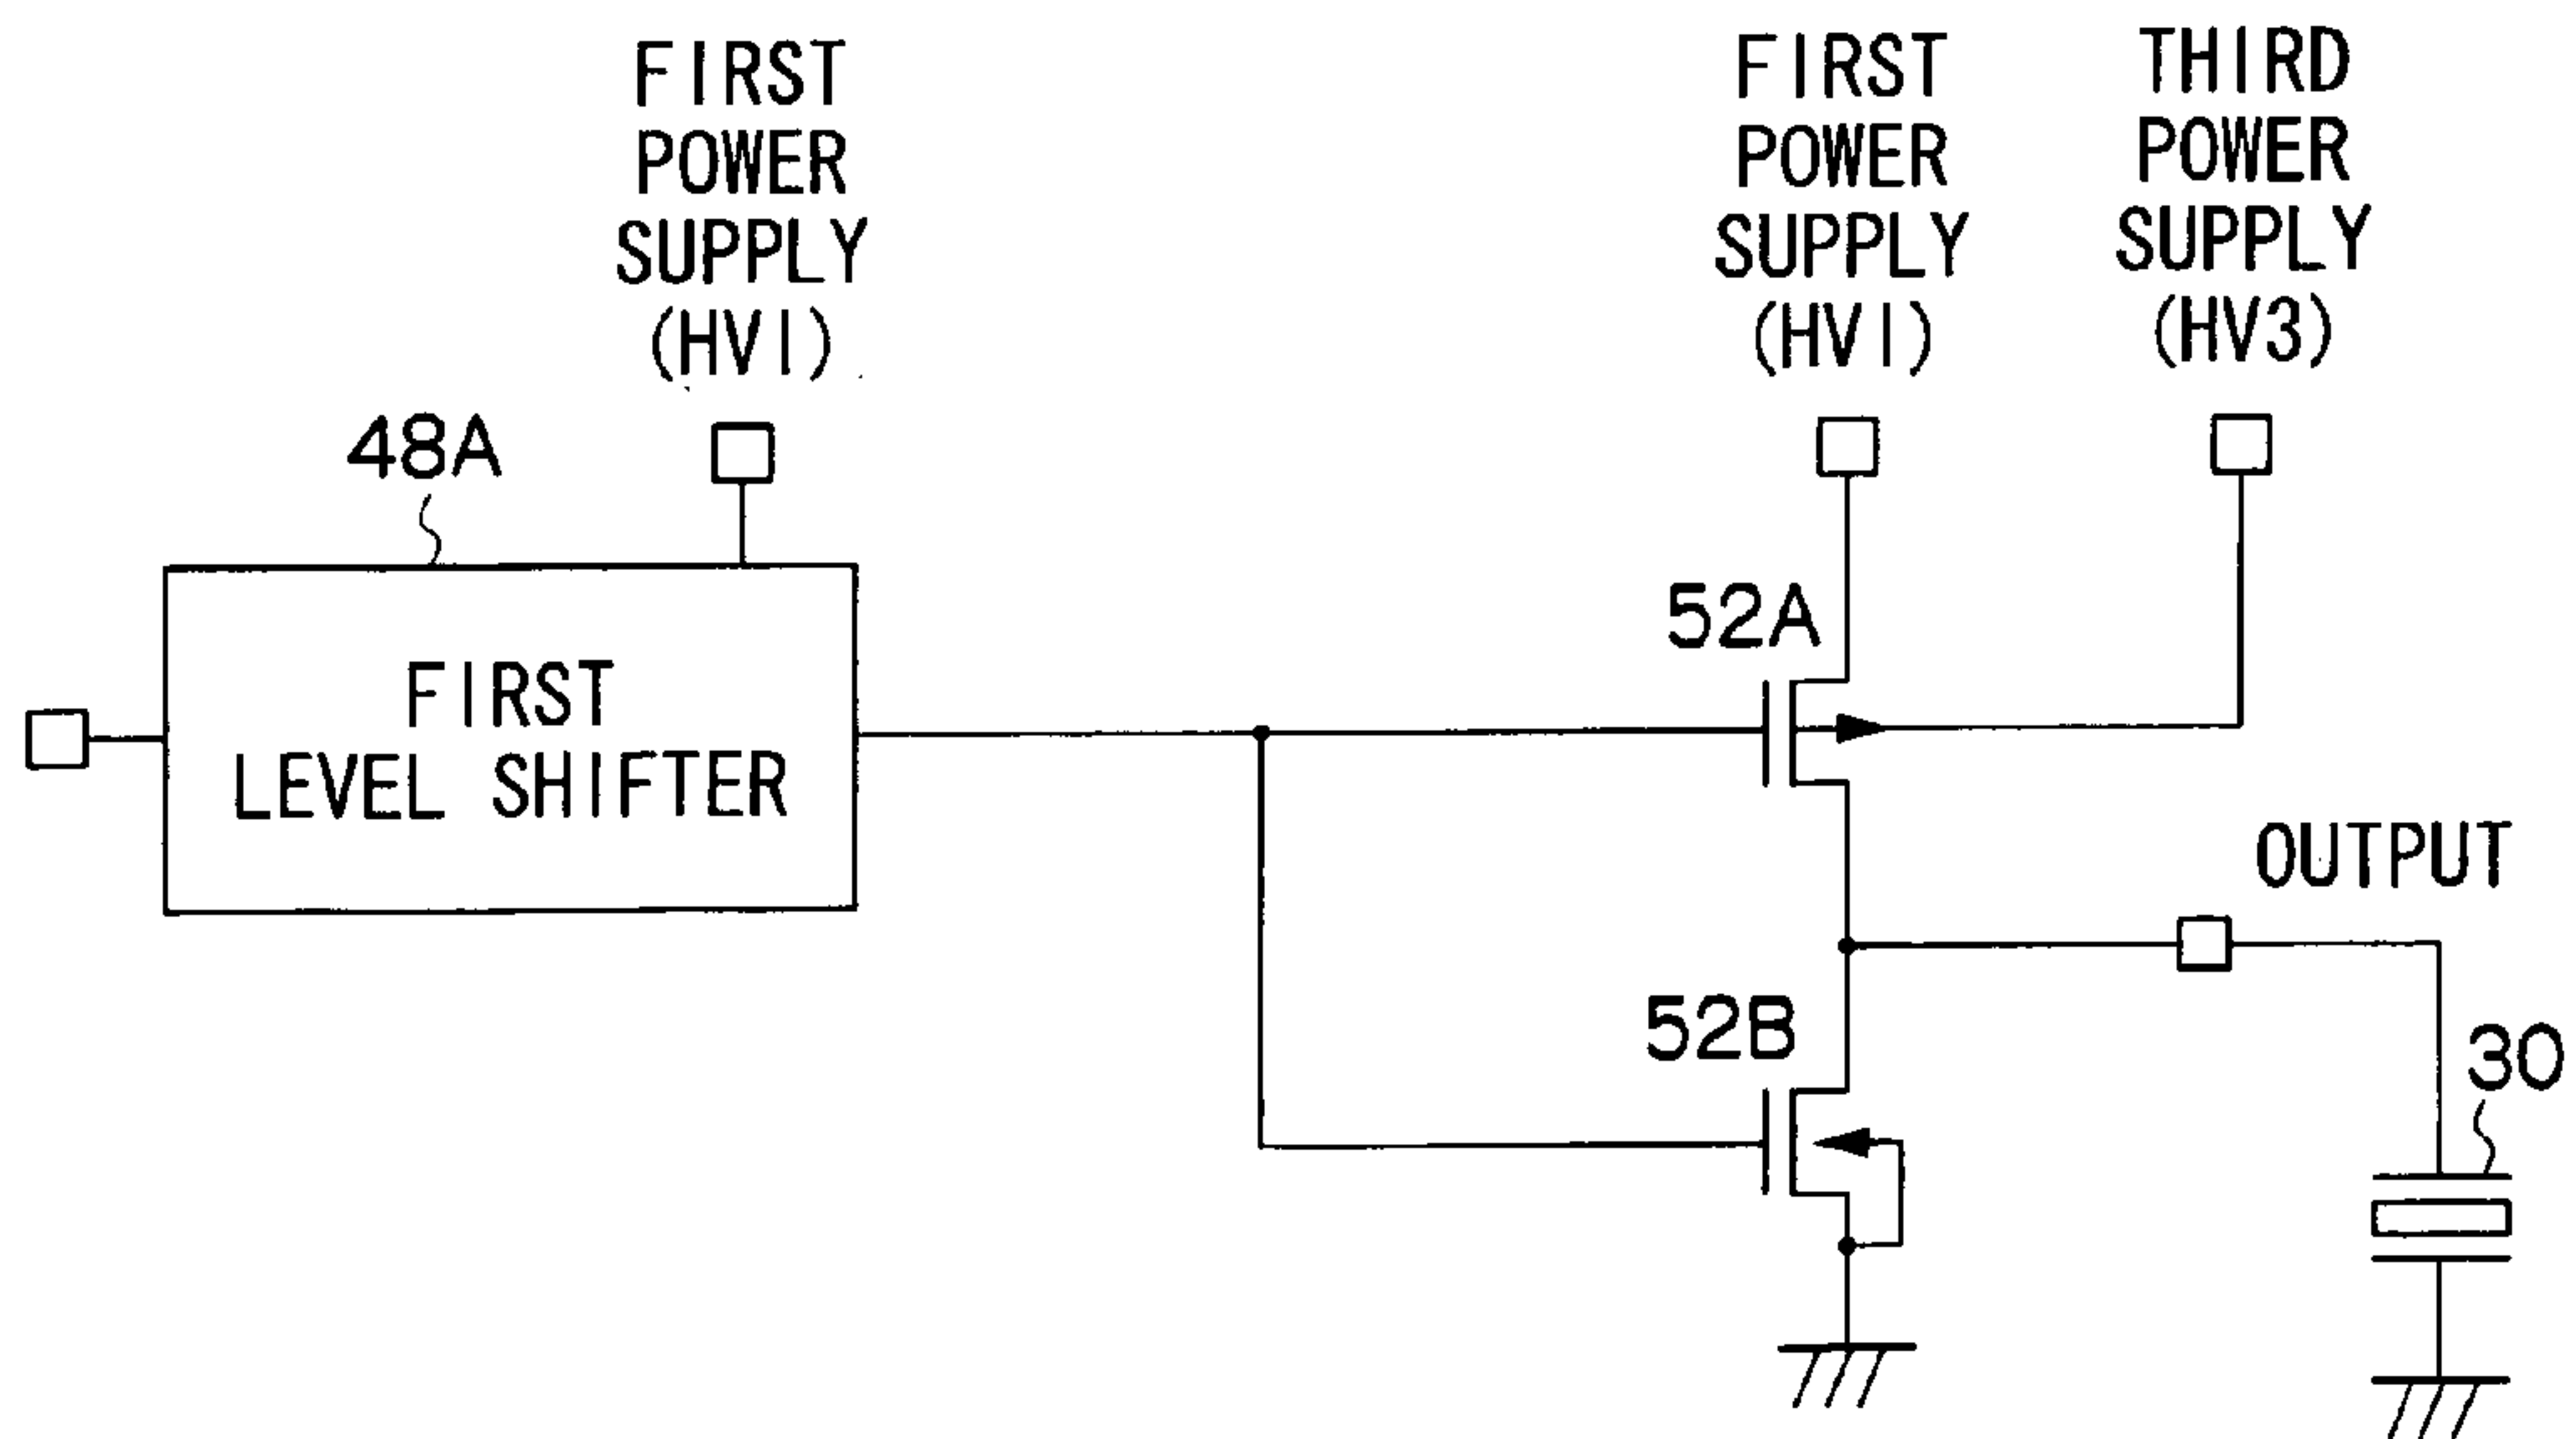 FIRST
POWER
SUPPLY
(HV1)
FIRST
POWER
SUPPLY
(HV1)
THIRD
POWER
SUPPLY
(HV3)
48A
52A
FIRST
LEVEL SHIFTER
OUTPUT
52B
30